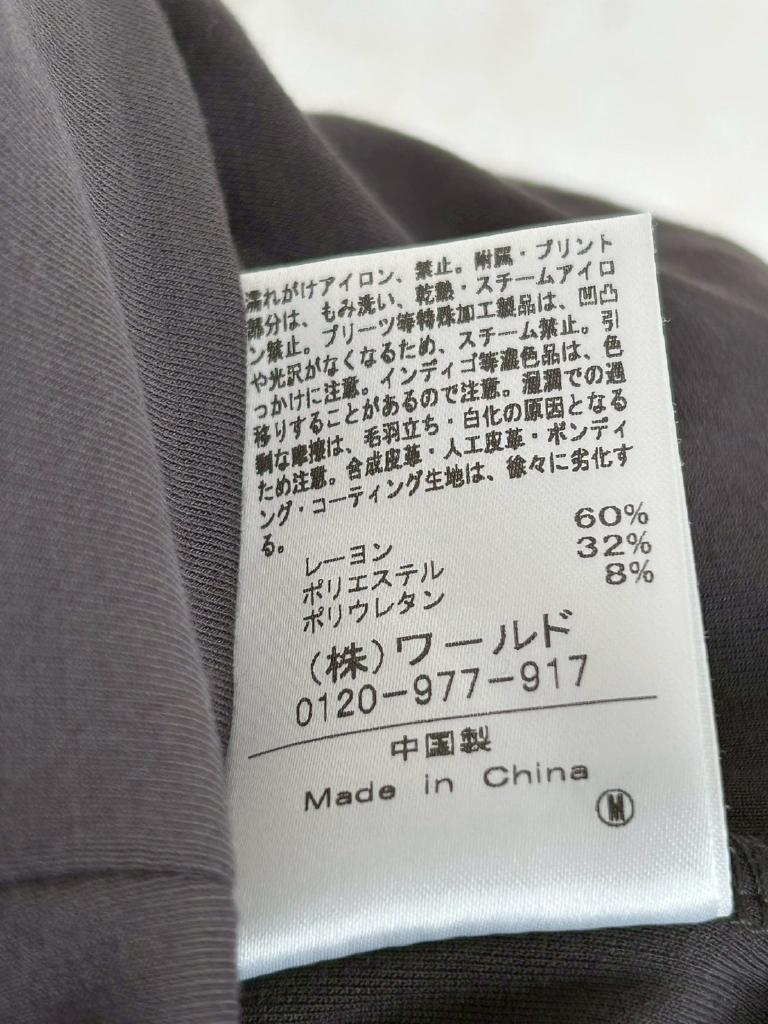 濡れがけアイロン、禁止。附属・プリント
部分は、もみ洗い、乾熱・スチームアイロ
ン禁止。プリーツ等特殊加工製品は、凹凸
や光沢がなくなるため、スチーム禁止。引
っかけに注意。インディゴ等濃色品は、色
移りすることがあるので注意。湿潤での過
剰な摩擦は、毛羽立ち・白化の原因となる
ため注意。合成皮革・人工皮革・ボンディ
ング・コーティング生地は、徐々に劣化す
る。
レーヨン 60%
ポリエステル 32%
ポリウレタン 8%
(株)ワールド
0120-977-917
中国製
Made in China
M